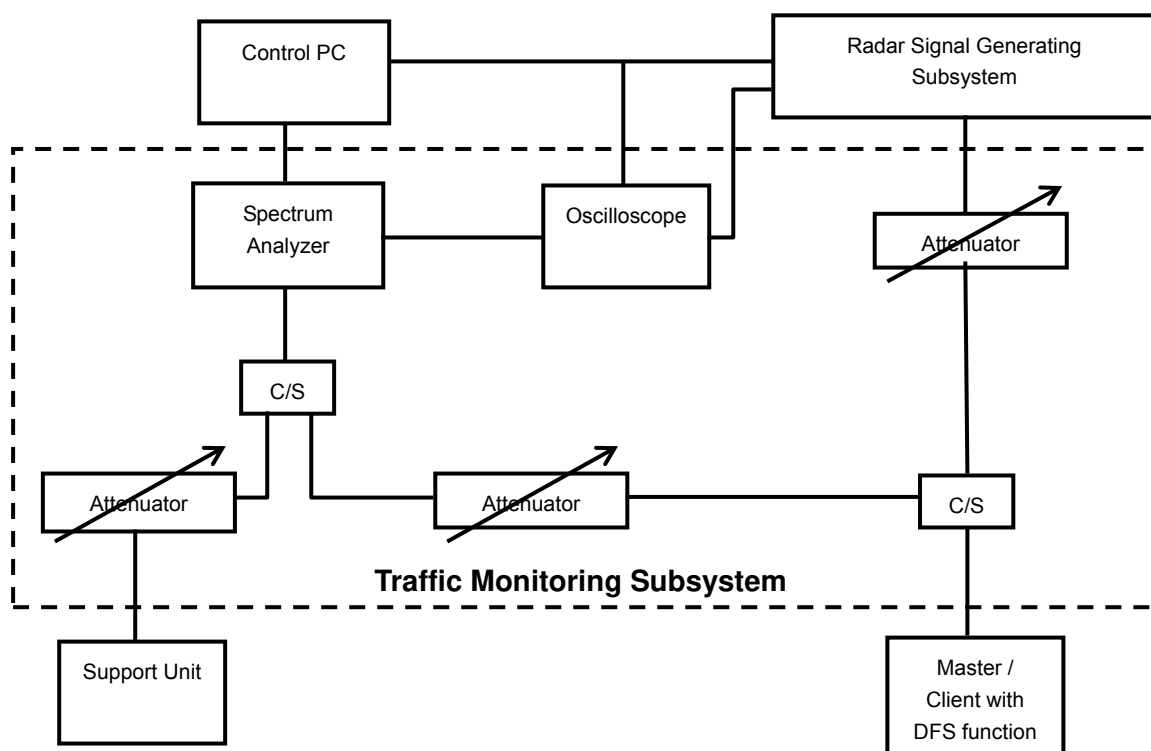 Control PC
Radar Signal Generating
Subsystem
Spectrum
Analyzer
Oscilloscope
Attenuator
C/S
Attenuator
Attenuator
C/S
Traffic Monitoring Subsystem
Support Unit
Master /
Client with
DFS function